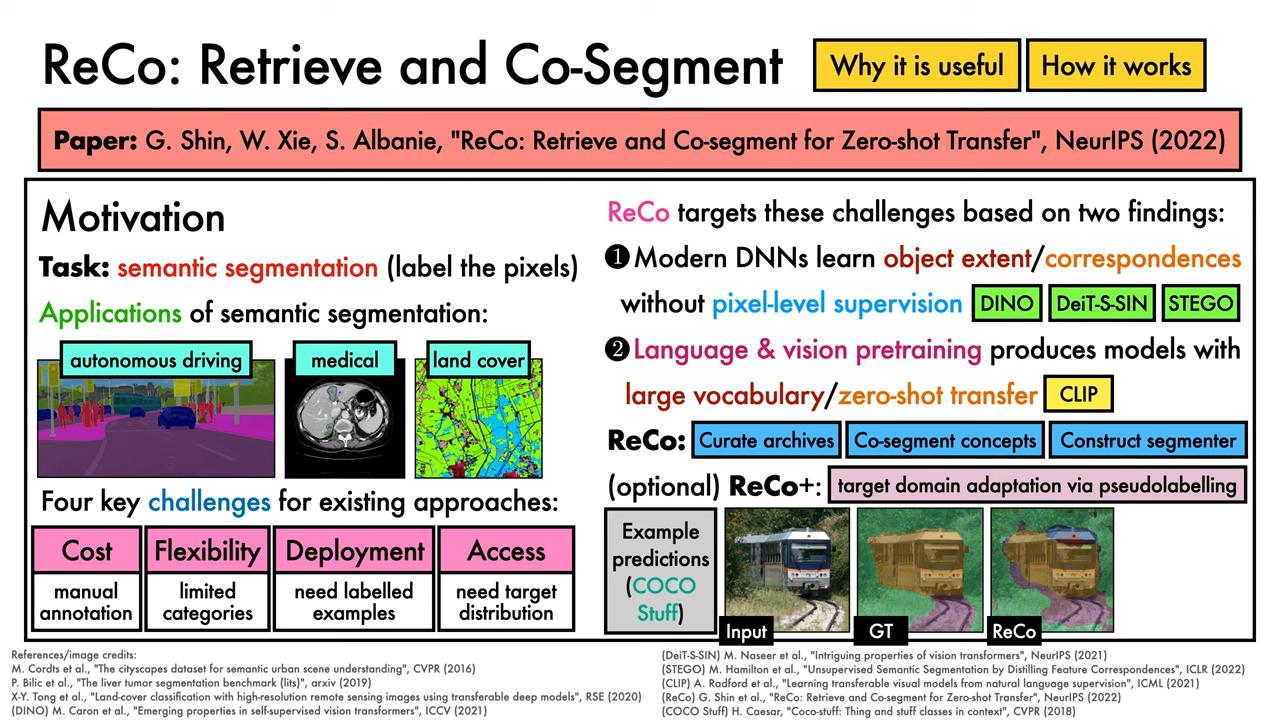 ReCo: Retrieve and Co-Segment
Why it is useful
How it works
Paper: G. Shin, W. Xie, S. Albanie, "ReCo: Retrieve and Co-segment for Zero-shot Transfer", NeurIPS (2022)
Motivation
Task: semantic segmentation (label the pixels)
Applications of semantic segmentation:
autonomous driving
medical
land cover
Four key challenges for existing approaches:
Cost
Flexibility
Deployment
Access
manual
annotation
limited
categories
need labelled
examples
need target
distribution
ReCo targets these challenges based on two findings:
❶ Modern DNNs learn object extent/correspondences
without pixel-level supervision
DINO
DeiT-S-SIN
STEGO
❷ Language & vision pretraining produces models with
large vocabulary/zero-shot transfer
CLIP
ReCo:
Curate archives
Co-segment concepts
Construct segmenter
(optional) ReCo+:
target domain adaptation via pseudolabelling
Example
predictions
(COCO
Stuff)
Input
GT
ReCo
References/image credits:
M. Cordts et al., "The cityscapes dataset for semantic urban scene understanding", CVPR (2016)
P. Bilic et al., "The liver tumor segmentation benchmark (lits)", arxiv (2019)
X-Y. Tong et al., "Land-cover classification with high-resolution remote sensing images using transferable deep models", RSE (2020)
(DINO) M. Caron et al., "Emerging properties in self-supervised vision transformers", ICCV (2021)
(DeiT-S-SIN) M. Naseer et al., "Intriguing properties of vision transformers", NeurIPS (2021)
(STEGO) M. Hamilton et al., "Unsupervised Semantic Segmentation by Distilling Feature Correspondences", ICLR (2022)
(CLIP) A. Radford et al., "Learning transferable visual models from natural language supervision", ICML (2021)
(ReCo) G. Shin et al., "ReCo: Retrieve and Co-segment for Zero-shot Transfer", NeurIPS (2022)
(COCO Stuff) H. Caesar, "Coco-stuff: Thing and stuff classes in context", CVPR (2018)